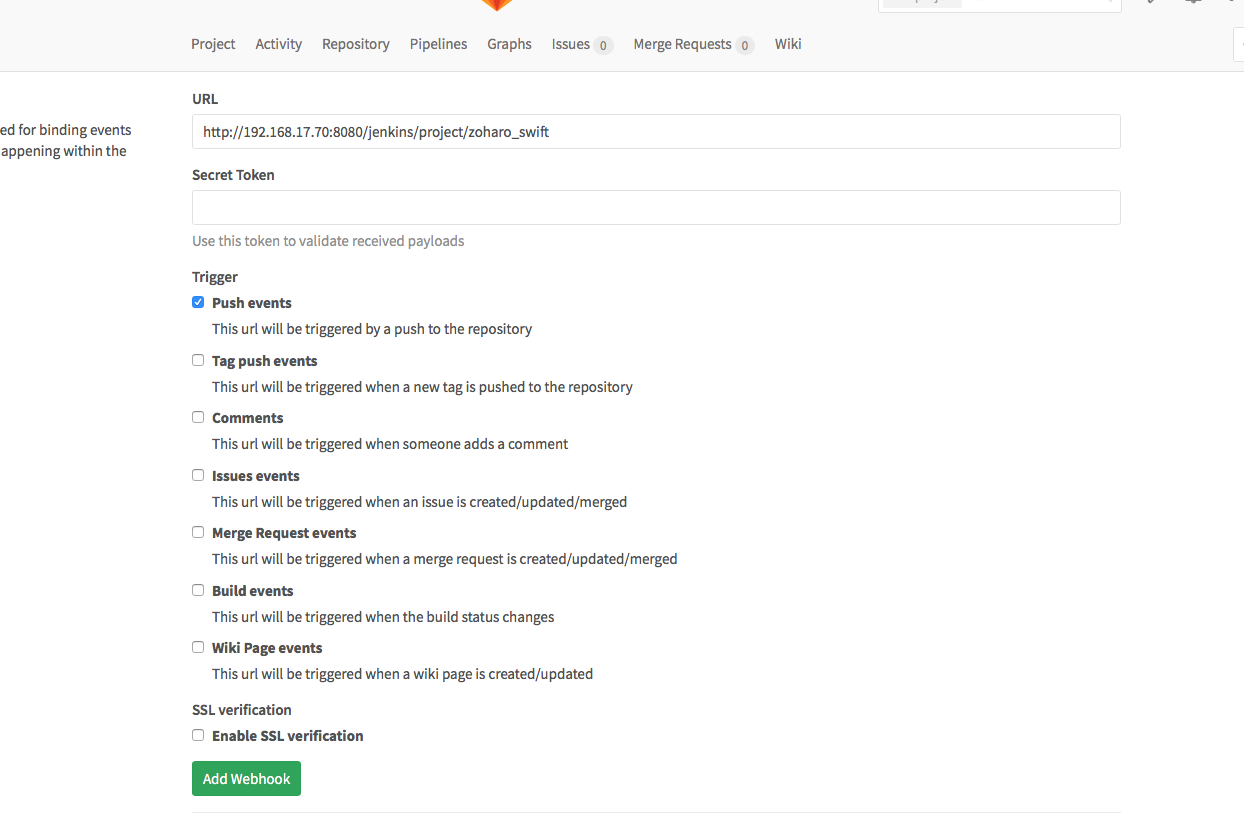 Project Activity Repository Pipelines Graphs Issues 0 Merge Requests 0 Wiki
ed for binding events
appening within the
URL
http://192.168.17.70:8080/jenkins/project/zoharo_swift
Secret Token
Use this token to validate received payloads
Trigger
Push events
This url will be triggered by a push to the repository
Tag push events
This url will be triggered when a new tag is pushed to the repository
Comments
This url will be triggered when someone adds a comment
Issues events
This url will be triggered when an issue is created/updated/merged
Merge Request events
This url will be triggered when a merge request is created/updated/merged
Build events
This url will be triggered when the build status changes
Wiki Page events
This url will be triggered when a wiki page is created/updated
SSL verification
Enable SSL verification
Add Webhook